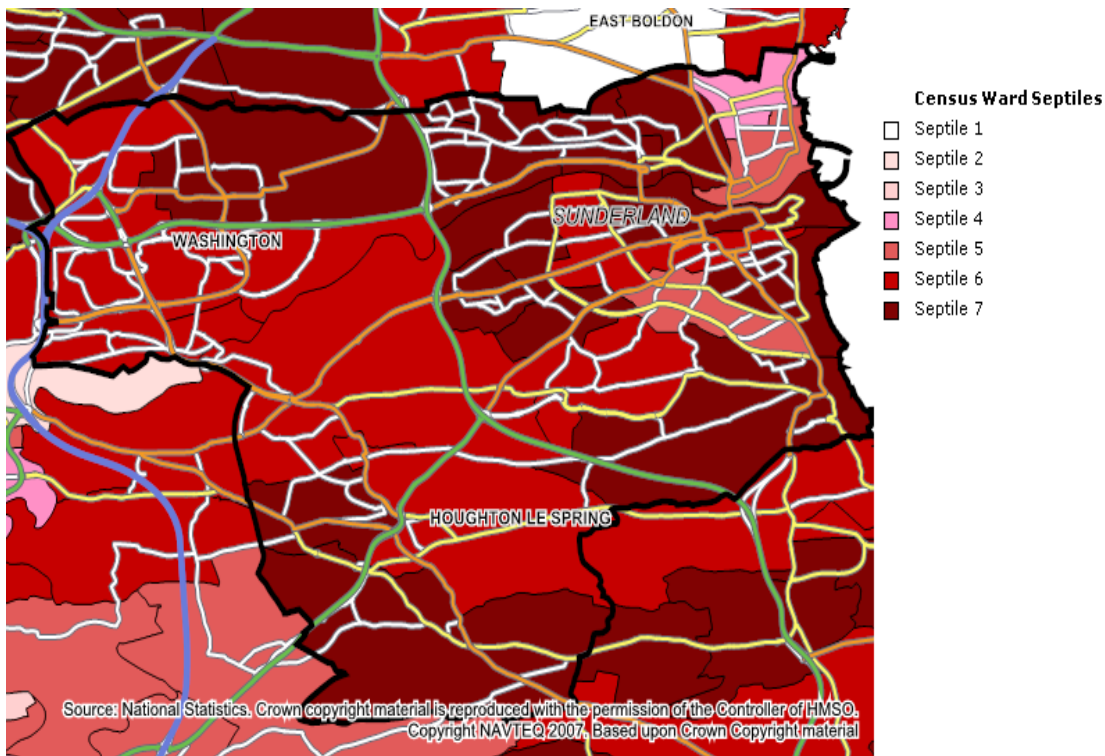 EAST BOLDON
SUNDERLAND
WASHINGTON
HOUGHTON LE SPRING
Source: National Statistics. Crown copyright material is reproduced with the permission of the Controller of HMSO.
Copyright NAVTEQ 2007. Based upon Crown Copyright material
Census Ward Septiles
Septile 1
Septile 2
Septile 3
Septile 4
Septile 5
Septile 6
Septile 7